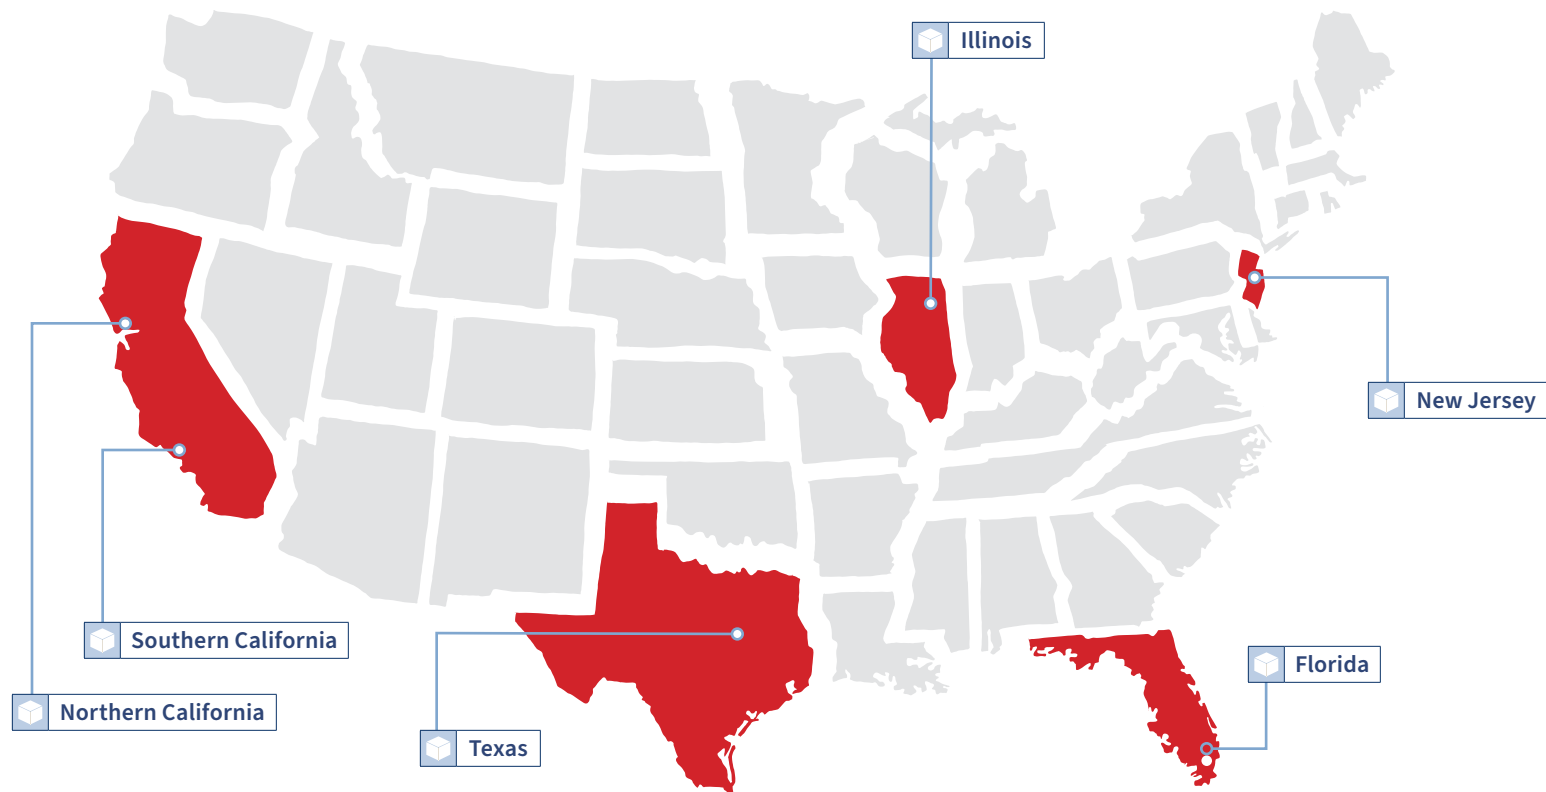 Illinois
New Jersey
Southern California
Florida
Northern California
Texas